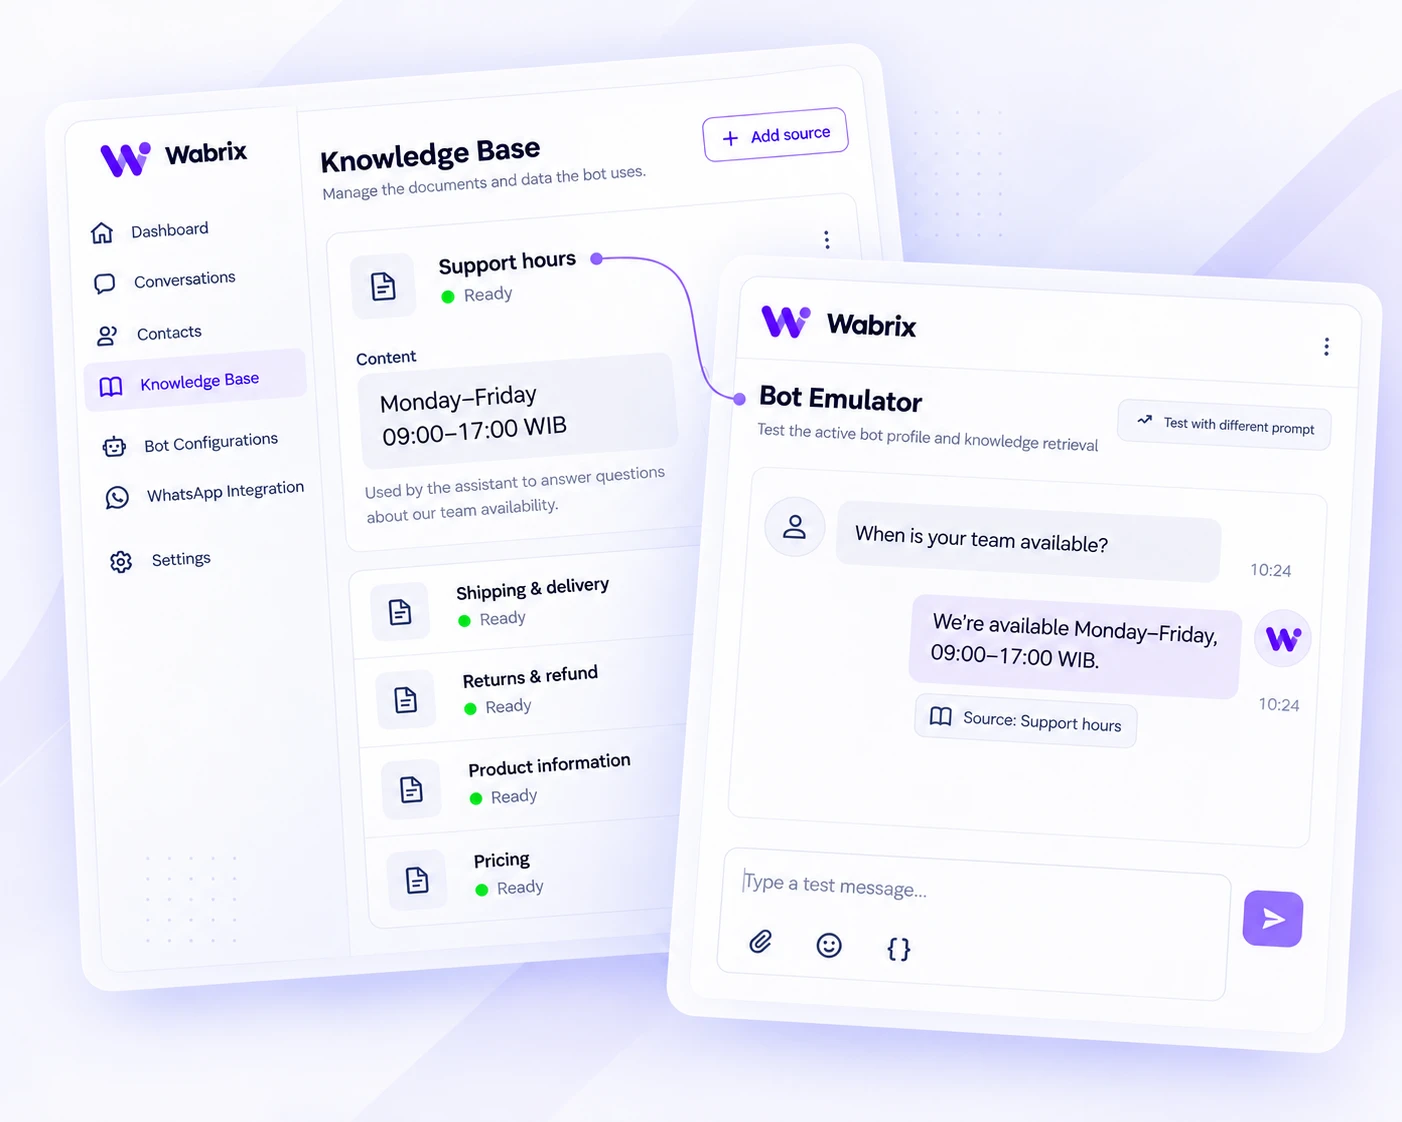 Wabrix
Dashboard
Conversations
Contacts
Knowledge Base
Bot Configurations
WhatsApp Integration
Settings
Knowledge Base
Manage the documents and data the bot uses.
Add source
Support hours
Ready
Content
Monday–Friday
09:00–17:00 WIB
Used by the assistant to answer questions
about our team availability.
Shipping & delivery
Ready
Returns & refund
Ready
Product information
Ready
Pricing
Ready
Wabrix
Bot Emulator
Test the active bot profile and knowledge retrieval
Test with different prompt
When is your team available?
10:24
We're available Monday–Friday,
09:00–17:00 WIB.
10:24
Source: Support hours
Type a test message...
{}